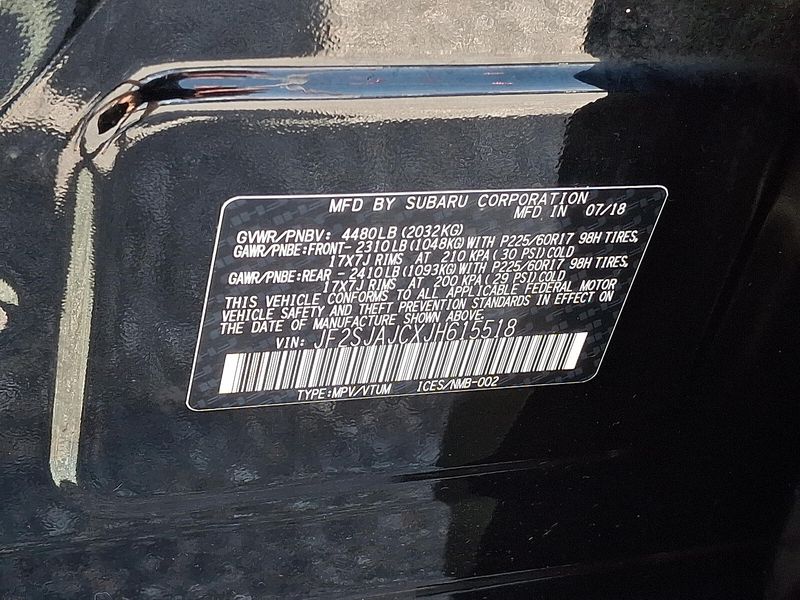 MFD BY SUBARU CORPORATION
MFD IN 07/18
GVWR/PNBV: 4480LB(2032KG)
GAWR/PNBE:FRONT- 2310LB(1048KG)WITH P225/60R17 98H TIRES,
17X7J RIMS AT 210 KPA(30 PSI)COLD
GAWR/PNBE:REAR - 2410LB(1093KG)WITH P225/60R17 98H TIRES,
17X7J RIMS AT 200 KPA(29 PSI)COLD
THIS VEHICLE CONFORMS TO ALL APPLICABLE FEDERAL MOTOR
VEHICLE SAFETY AND THEFT PREVENTION STANDARDS IN EFFECT ON
THE DATE OF MANUFACTURE SHOWN ABOVE.
VIN: JF2SJAJCXJH615518
TYPE:MPV/VTUM ICES/NMB-002